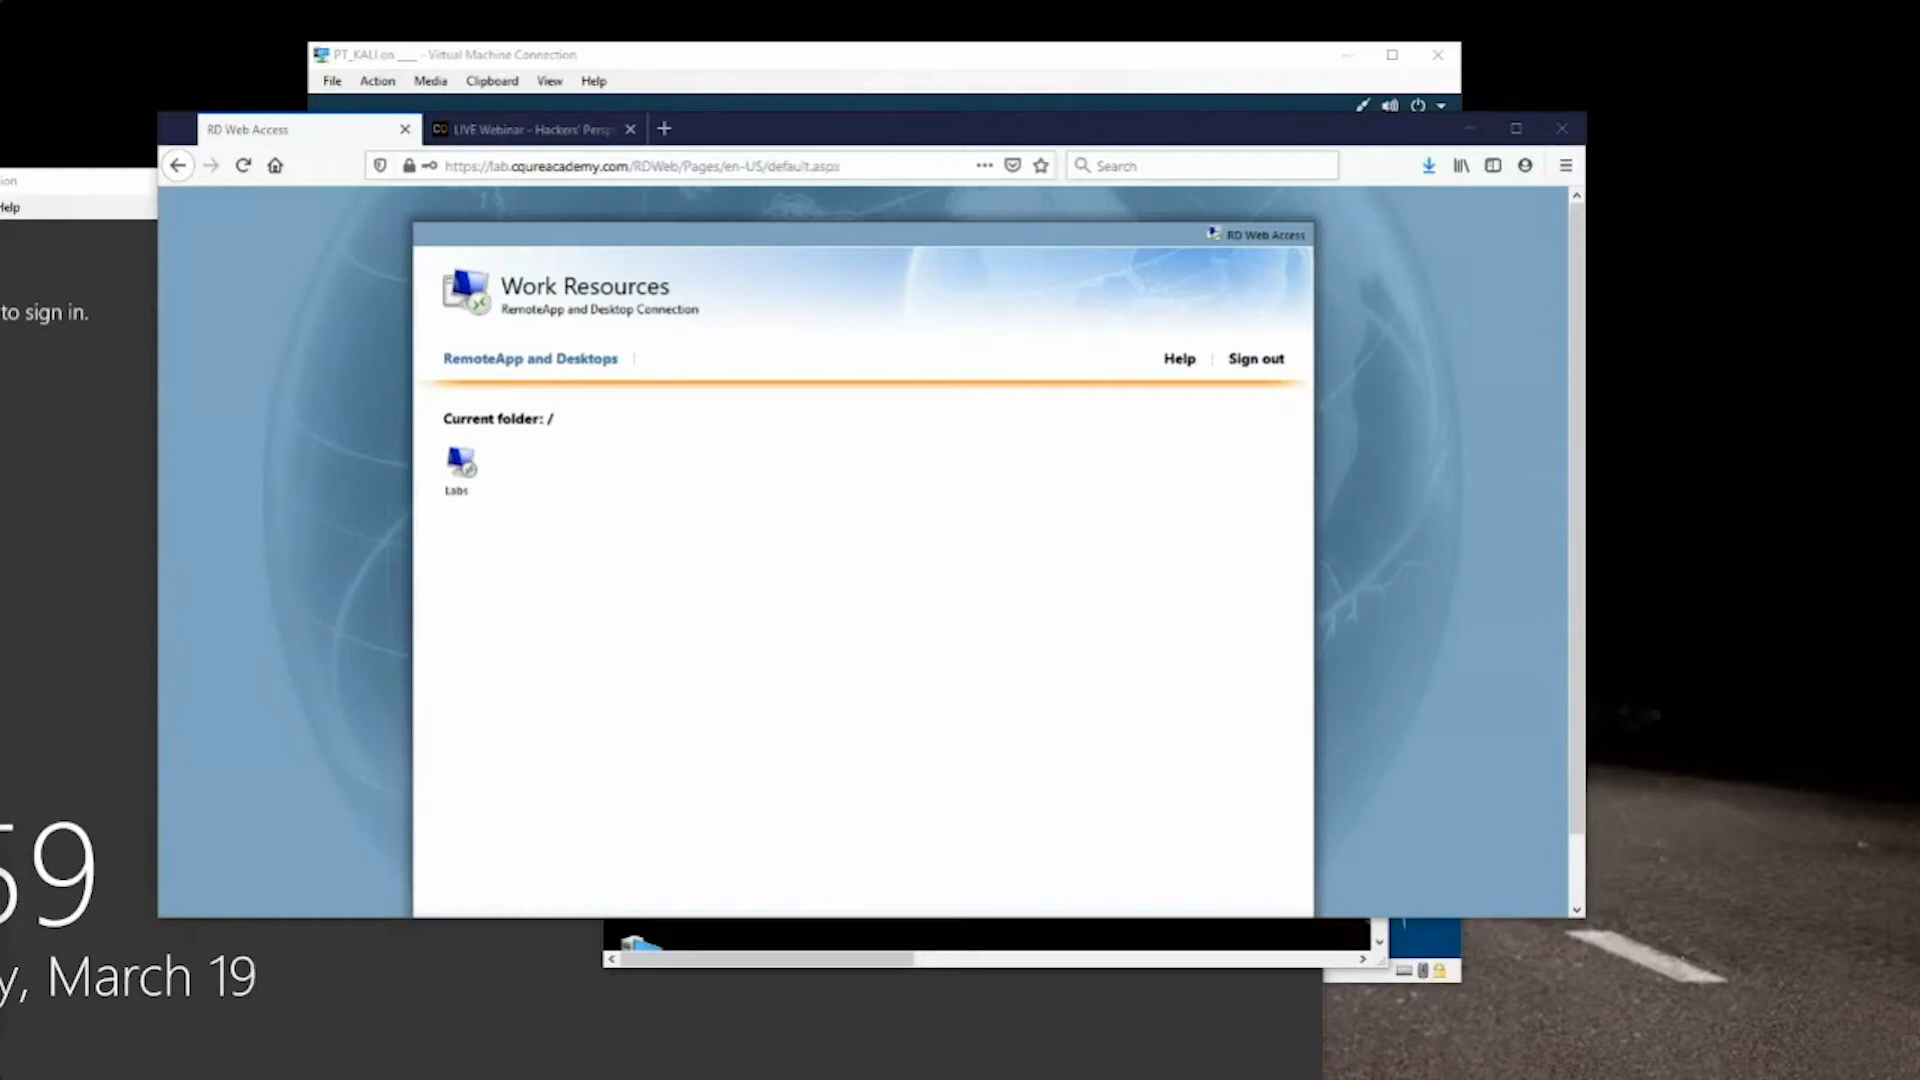 PT_KALI on ___ - Virtual Machine Connection
File Action Media Clipboard View Help
RD Web Access
CQ LIVE Webinar – Hackers' Persp
https://lab.cqureacademy.com/RDWeb/Pages/en-US/default.aspx
Search
ion
Help
RD Web Access
Work Resources
RemoteApp and Desktop Connection
RemoteApp and Desktops
Help
Sign out
Current folder: /
Labs
to sign in.
59
y, March 19